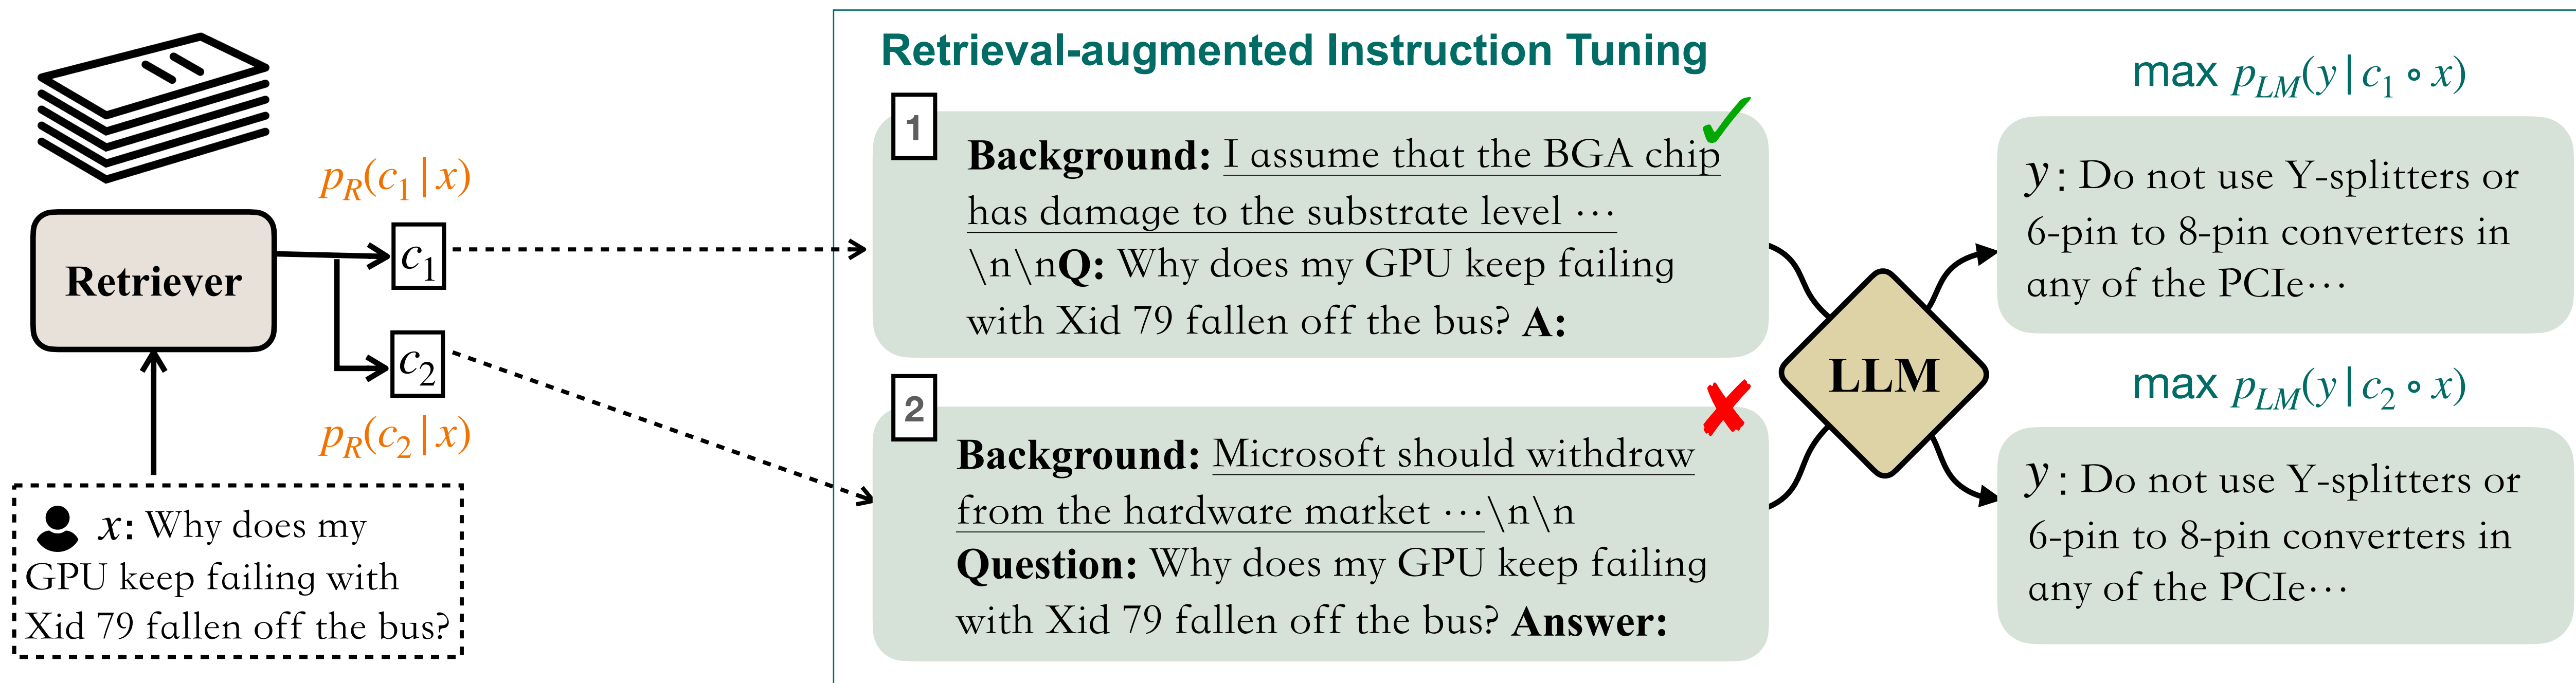 Retrieval-augmented Instruction Tuning
p_R(c_1|x)
Retriever
c_1
c_2
p_R(c_2|x)
x: Why does my
GPU keep failing with
Xid 79 fallen off the bus?
1
Background: I assume that the BGA chip
has damage to the substrate level ⋯
\n\nQ: Why does my GPU keep failing
with Xid 79 fallen off the bus? A:
2
Background: Microsoft should withdraw
from the hardware market ⋯\n\n
Question: Why does my GPU keep failing
with Xid 79 fallen off the bus? Answer:
LLM
max p_{LM}(y|c_1 ∘ x)
y: Do not use Y-splitters or
6-pin to 8-pin converters in
any of the PCIe⋯
max p_{LM}(y|c_2 ∘ x)
y: Do not use Y-splitters or
6-pin to 8-pin converters in
any of the PCIe⋯